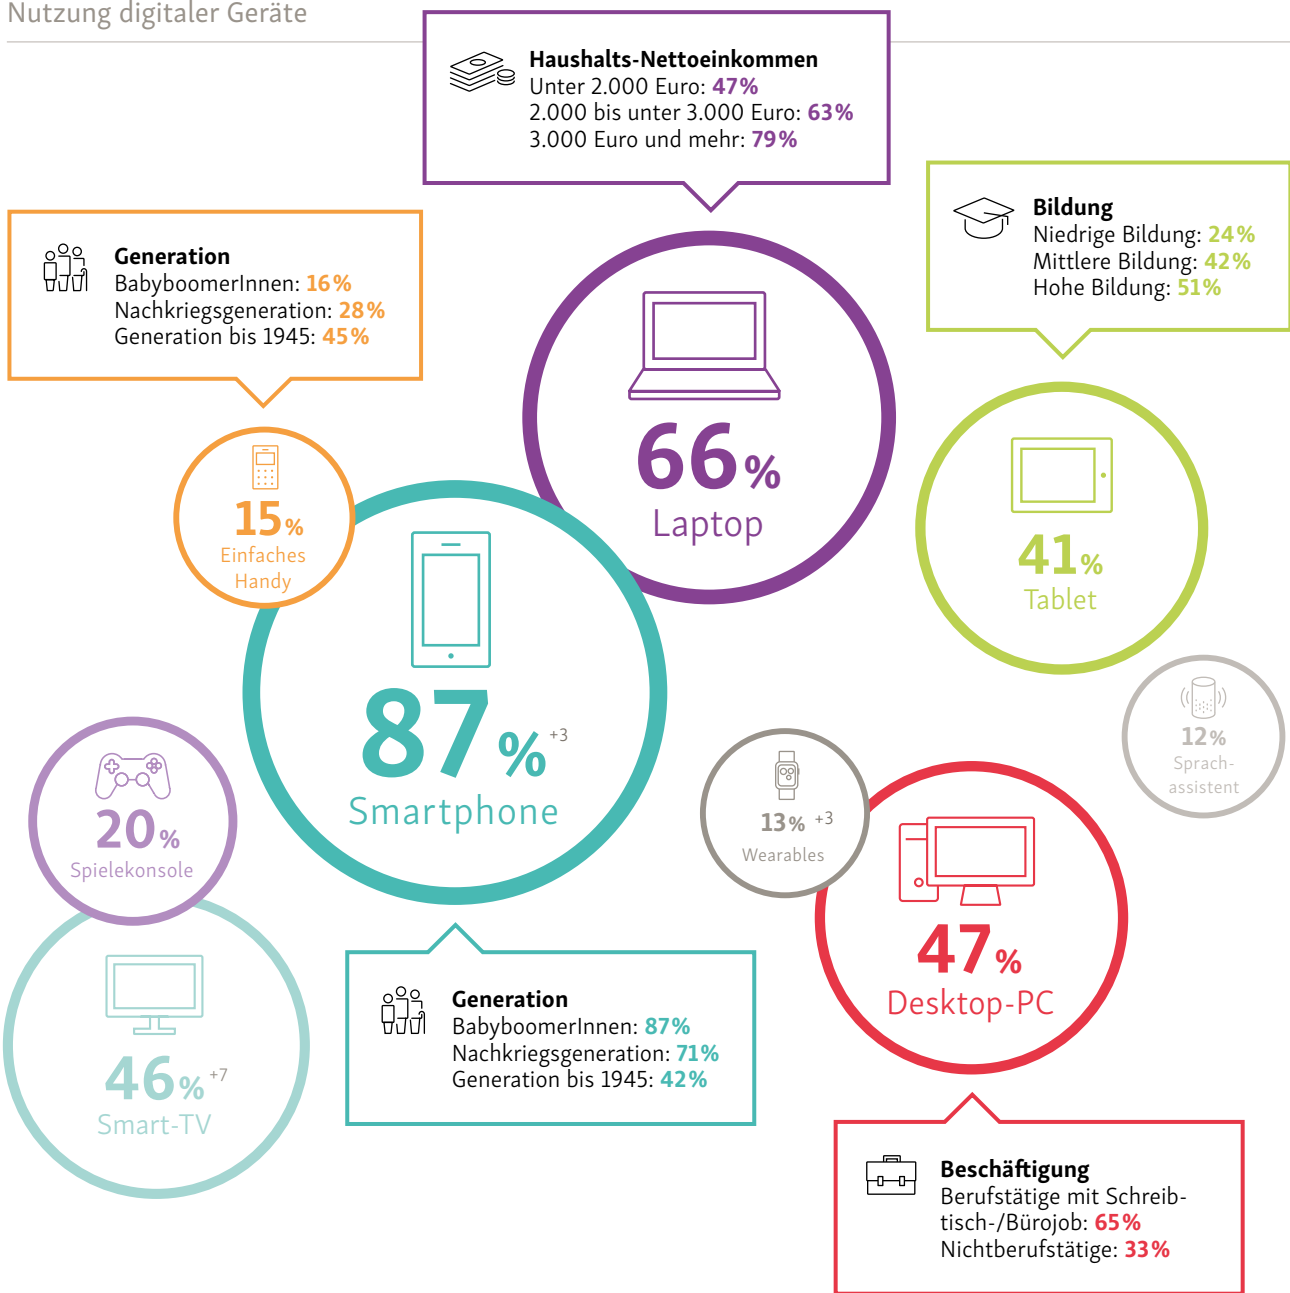 Nutzung digitaler Geräte
Haushalts-Nettoeinkommen
Unter 2.000 Euro: 47%
2.000 bis unter 3.000 Euro: 63%
3.000 Euro und mehr: 79%
Bildung
Niedrige Bildung: 24%
Mittlere Bildung: 42%
Hohe Bildung: 51%
Generation
BabyboomerInnen: 16%
Nachkriegsgeneration: 28%
Generation bis 1945: 45%
66%
Laptop
15%
Einfaches
Handy
41%
Tablet
87% +3
Smartphone
12%
Sprach-
assistent
20%
Spielekonsole
13% +3
Wearables
47%
Desktop-PC
46% +7
Smart-TV
Generation
BabyboomerInnen: 87%
Nachkriegsgeneration: 71%
Generation bis 1945: 42%
Beschäftigung
Berufstätige mit Schreib-
tisch-/Bürojob: 65%
Nichtberufstätige: 33%